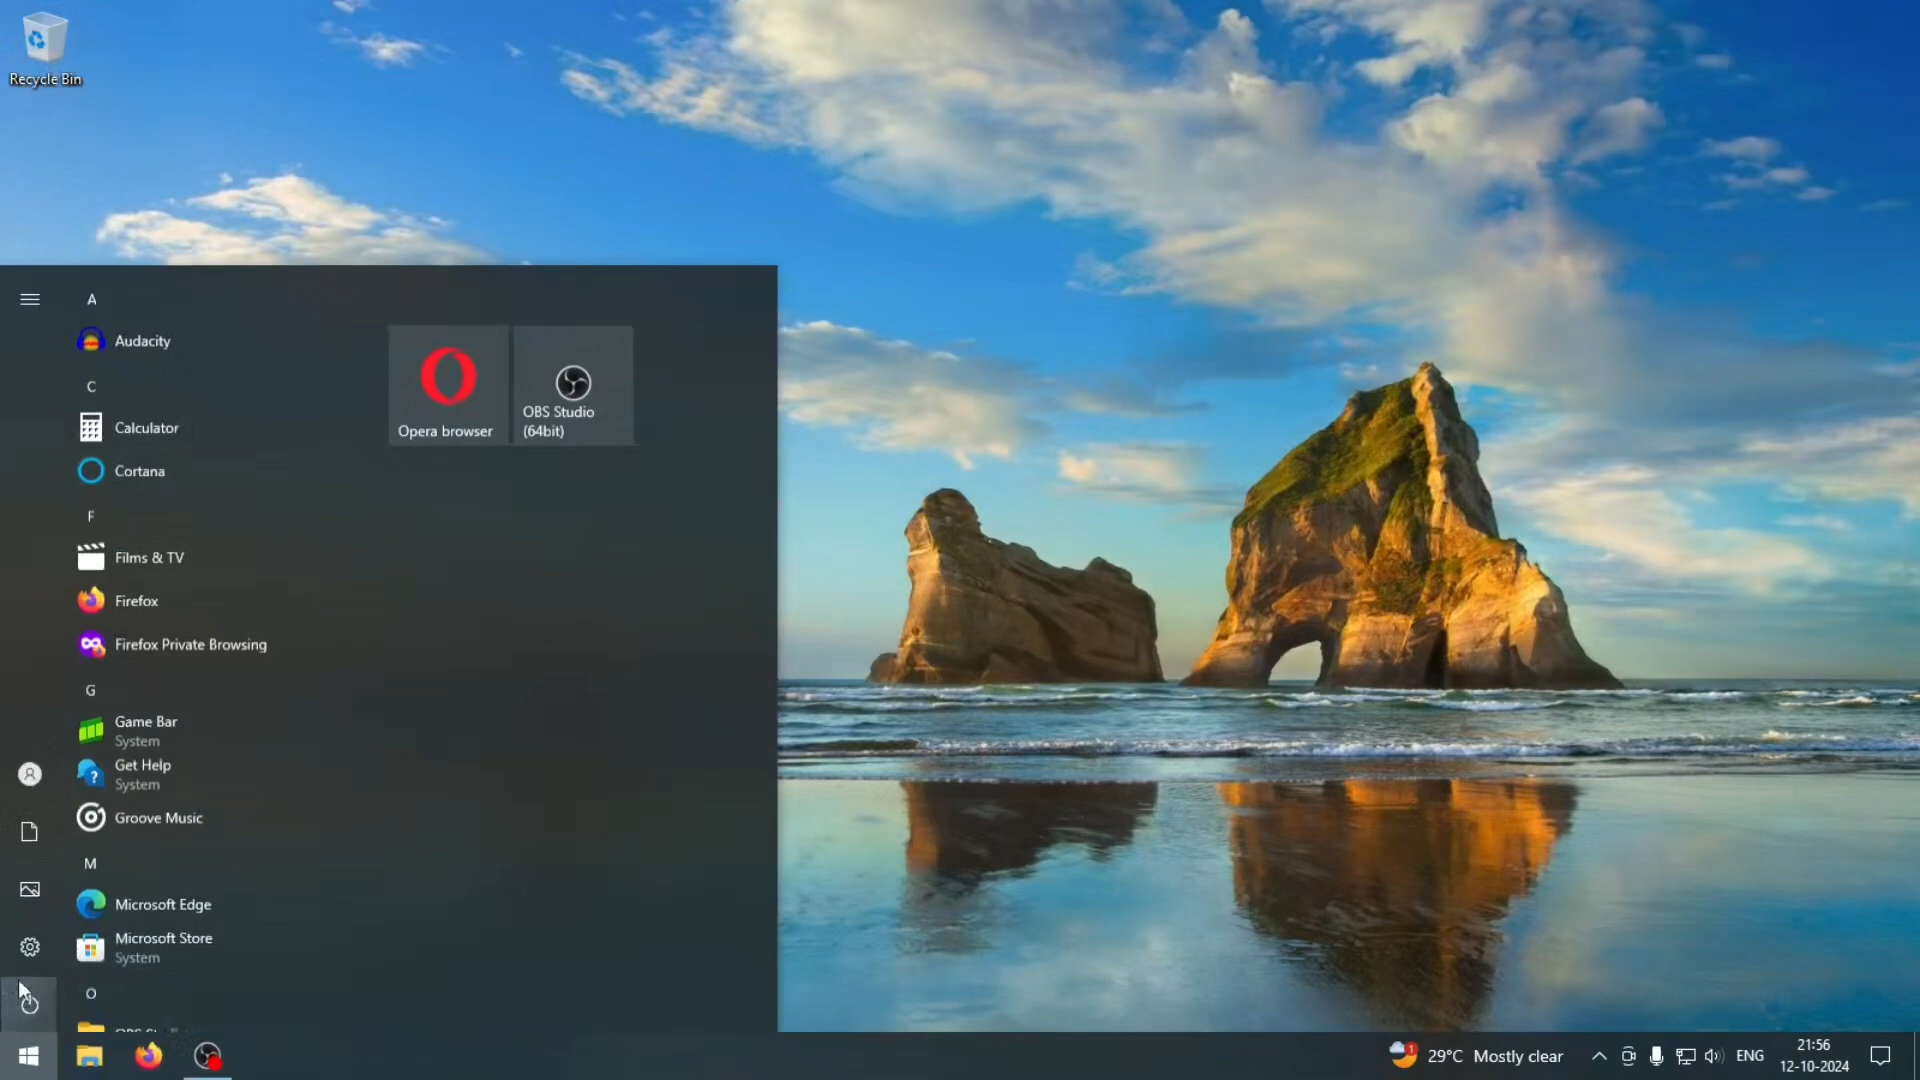 Recycle Bin
A
Audacity
C
Calculator
Cortana
F
Films & TV
Firefox
Firefox Private Browsing
G
Game Bar
System
Get Help
System
Groove Music
M
Microsoft Edge
Microsoft Store
System
O
Opera browser
OBS Studio
(64bit)
1
29°C Mostly clear
ENG
21:56
12-10-2024